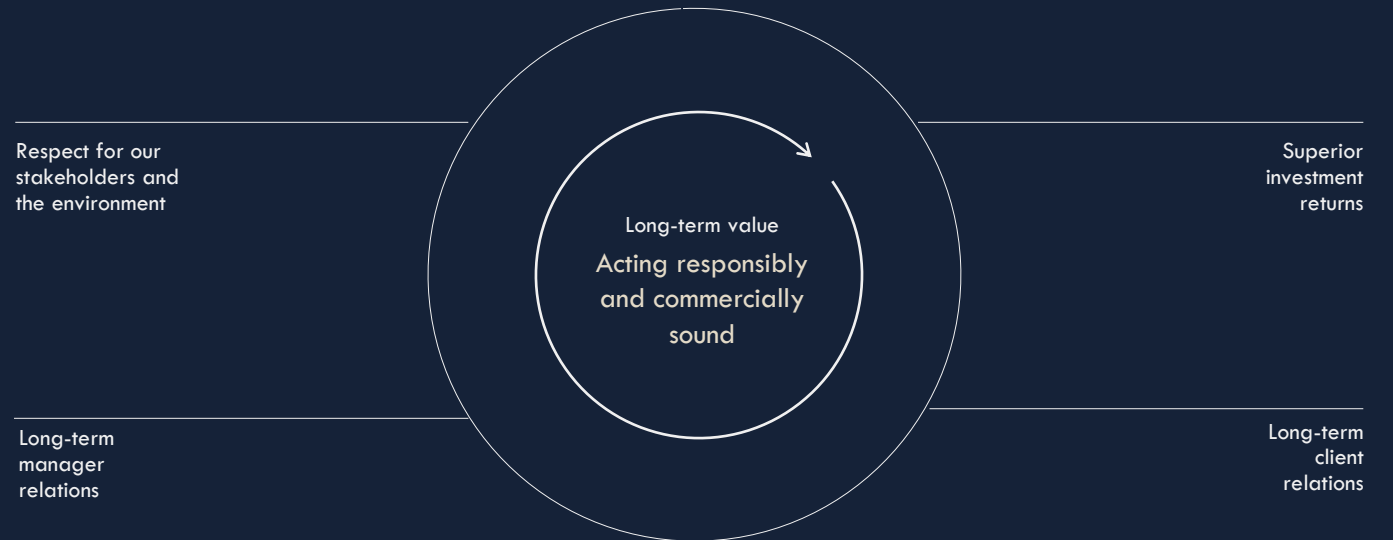 Respect for our
stakeholders and
the environment
Superior
investment
returns
Long-term value
Acting responsibly
and commercially
sound
Long-term
manager
relations
Long-term
client
relations